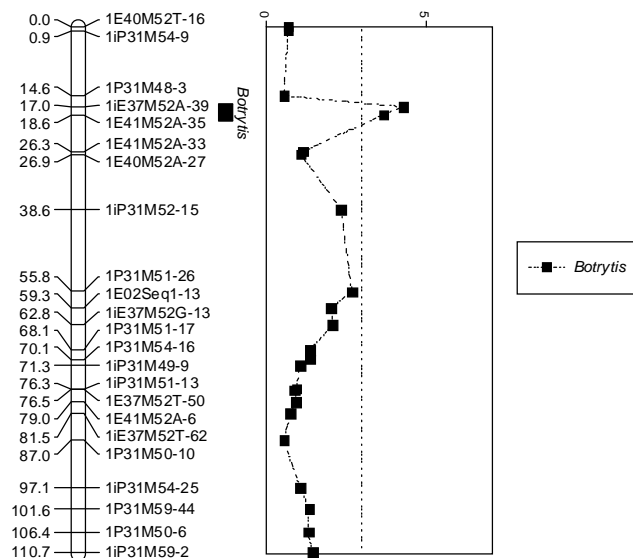 0 5
0.0 1E40M52T-16
0.9 1iP31M54-9
14.6 1P31M48-3
17.0 1iE37M52A-39
18.6 1E41M52A-35
26.3 1E41M52A-33
26.9 1E40M52A-27
38.6 1iP31M52-15
55.8 1P31M51-26
59.3 1E02Seq1-13
62.8 1iE37M52G-13
68.1 1P31M51-17
70.1 1P31M54-16
71.3 1iP31M49-9
76.3 1iP31M51-13
76.5 1E37M52T-50
79.0 1E41M52A-6
81.5 1iE37M52T-62
87.0 1P31M50-10
97.1 1iP31M54-25
101.6 1P31M59-44
106.4 1P31M50-6
110.7 1iP31M59-2
Botrytis
Botrytis